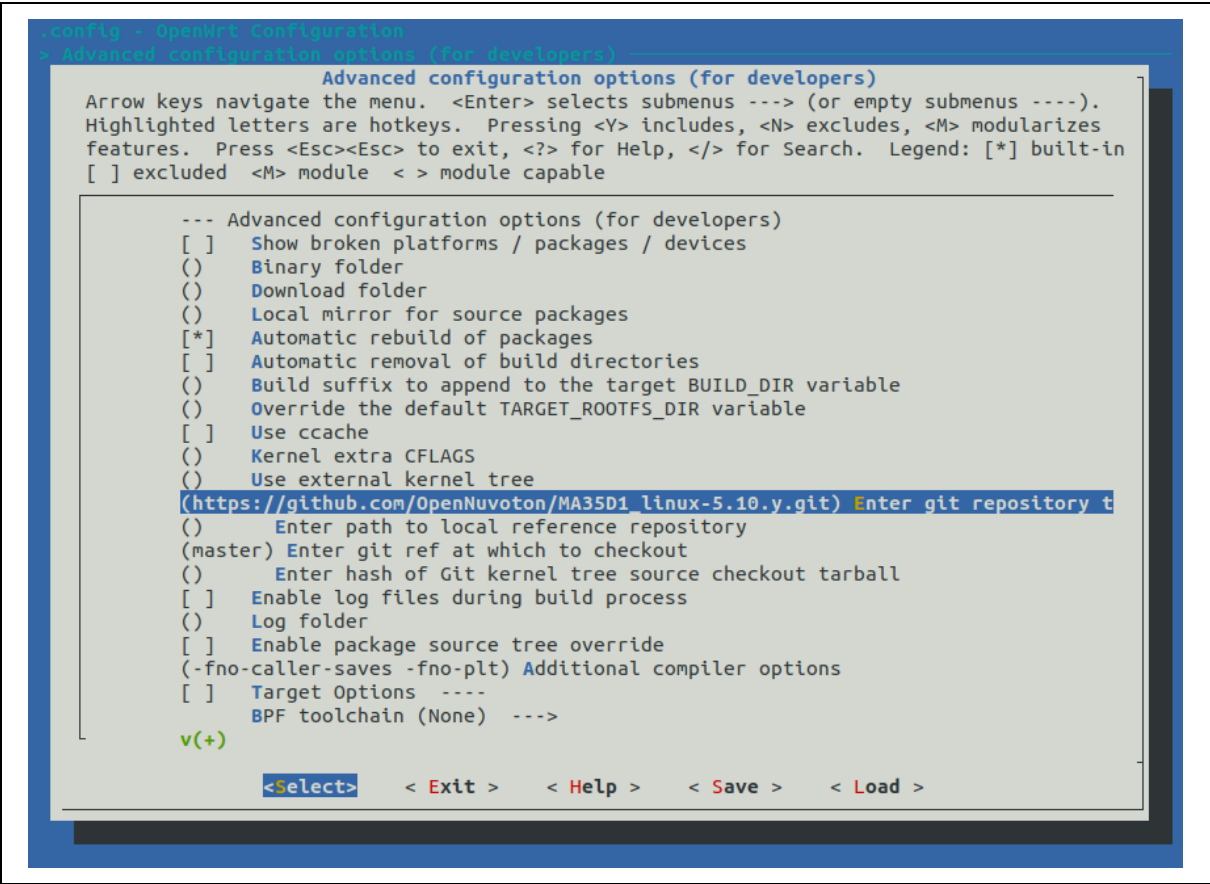 .config - OpenWrt Configuration
> Advanced configuration options (for developers)
Advanced configuration options (for developers)
Arrow keys navigate the menu.  <Enter> selects submenus ---> (or empty submenus ----).
Highlighted letters are hotkeys.  Pressing <Y> includes, <N> excludes, <M> modularizes
features.  Press <Esc><Esc> to exit, <?> for Help, </> for Search.  Legend: [*] built-in
[ ] excluded  <M> module  < > module capable
--- Advanced configuration options (for developers)
[ ]   Show broken platforms / packages / devices
()    Binary folder
()    Download folder
()    Local mirror for source packages
[*]   Automatic rebuild of packages
[ ]   Automatic removal of build directories
()    Build suffix to append to the target BUILD_DIR variable
()    Override the default TARGET_ROOTFS_DIR variable
[ ]   Use ccache
()    Kernel extra CFLAGS
()    Use external kernel tree
(https://github.com/OpenNuvoton/MA35D1_linux-5.10.y.git) Enter git repository t
()      Enter path to local reference repository
(master) Enter git ref at which to checkout
()      Enter hash of Git kernel tree source checkout tarball
[ ]   Enable log files during build process
()    Log folder
[ ]   Enable package source tree override
(-fno-caller-saves -fno-plt) Additional compiler options
[ ]   Target Options  ----
BPF toolchain (None)  --->
v(+)
<Select>    < Exit >    < Help >    < Save >    < Load >